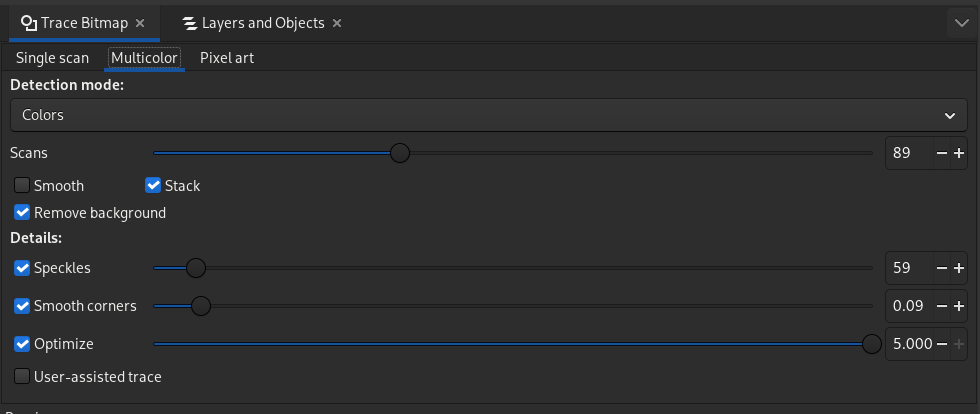 Trace Bitmap × Layers and Objects ×
Single scan Multicolor Pixel art
Detection mode:
Colors
Scans 89
Smooth Stack
Remove background
Details:
Speckles 59
Smooth corners 0.09
Optimize 5.000
User-assisted trace